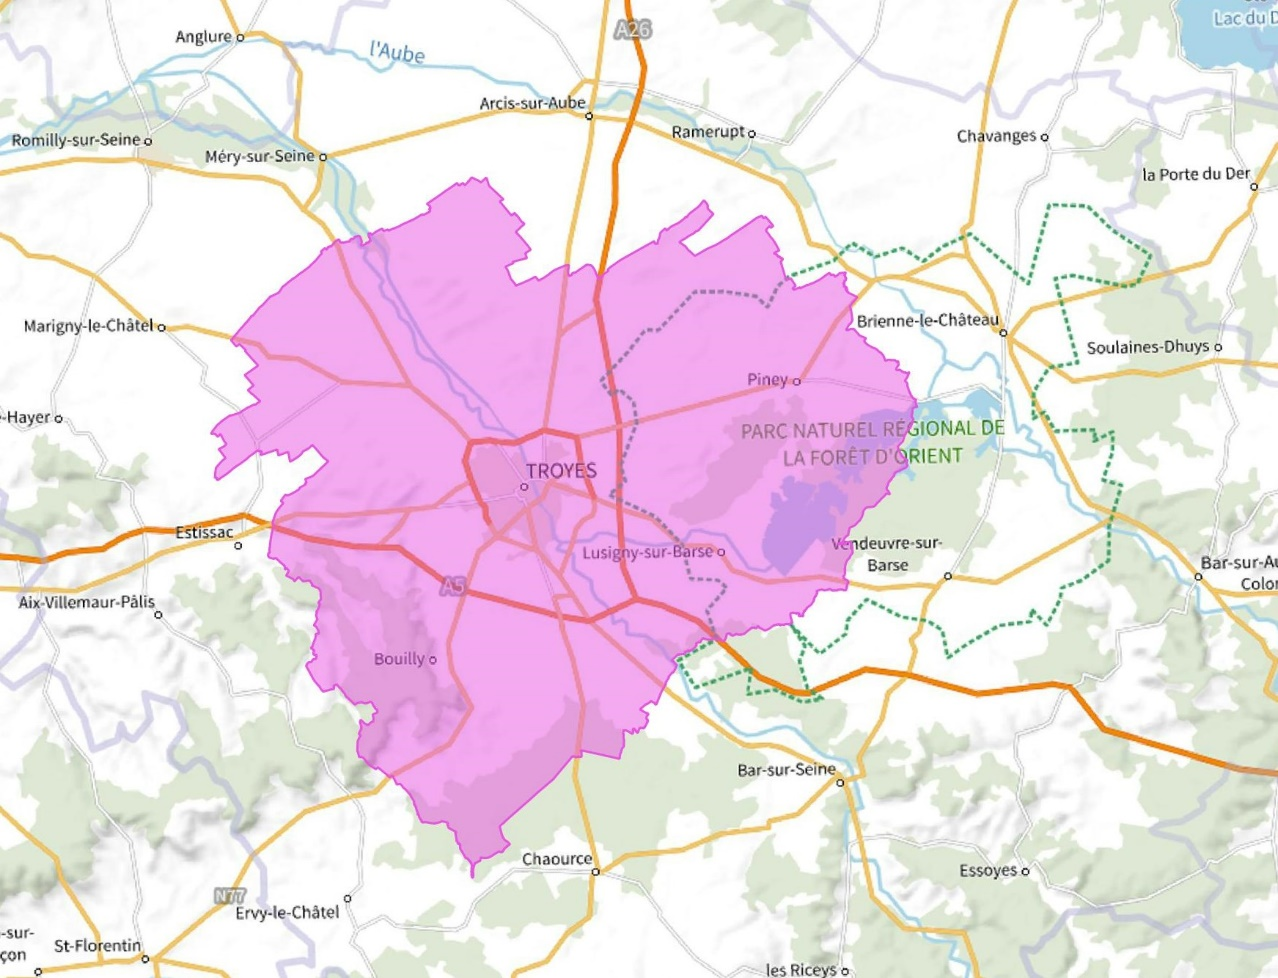 Lac du D
Anglure
l'Aube
A26
Arcis-sur-Aube
Ramerupt
Chavanges
Romilly-sur-Seine
Méry-sur-Seine
la Porte du Der
Marigny-le-Châtel
Brienne-le-Château
Soulaines-Dhuys
Piney
-Hayer
PARC NATUREL RÉGIONAL DE
LA FORÊT D'ORIENT
TROYES
Estissac
Lusigny-sur-Barse
Vendeuvre-sur-
Barse
Bar-sur-Au
Colom
A5
Aix-Villemaur-Pâlis
Bouilly
Bar-sur-Seine
Chaource
Essoyes
N77
Ervy-le-Châtel
-sur-
çon
St-Florentin
les Riceys